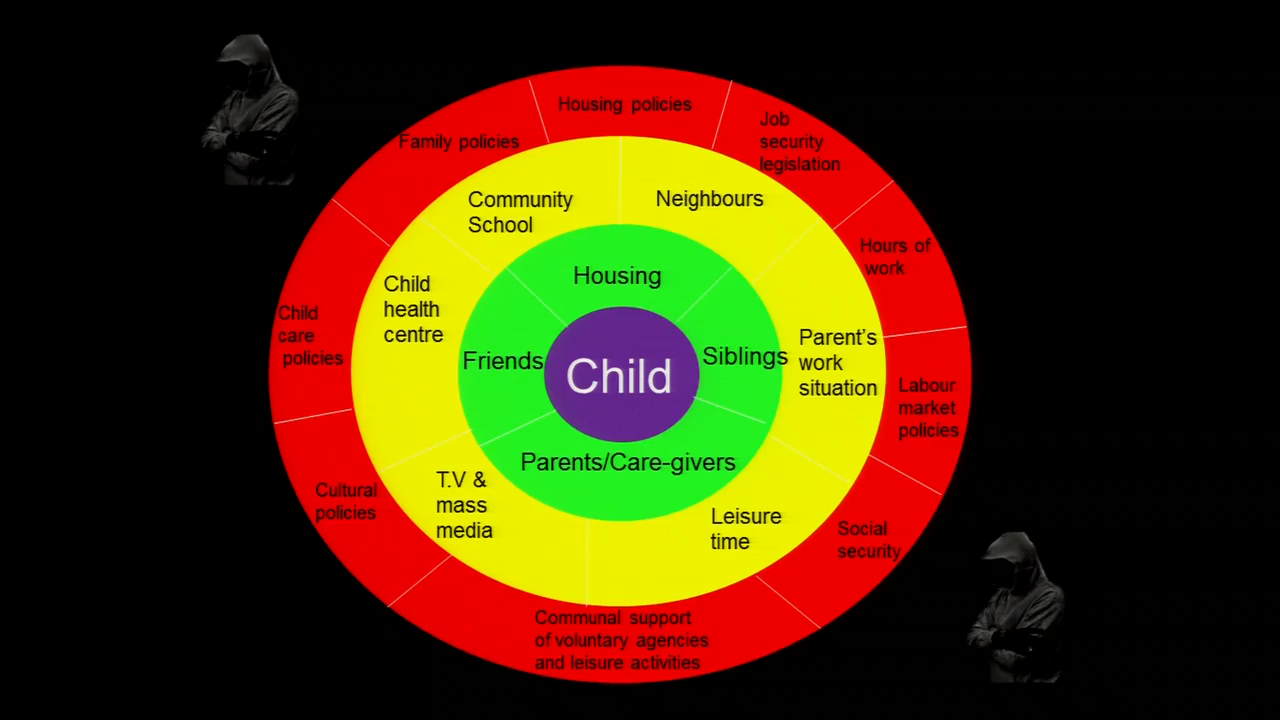 Housing policies
Job
security
legislation
Family policies
Community
School
Neighbours
Hours of
work
Housing
Child
health
centre
Child
care
policies
Friends
Child
Siblings
Parent's
work
situation
Labour
market
policies
Parents/Care-givers
T.V &
mass
media
Cultural
policies
Leisure
time
Social
security
Communal support
of voluntary agencies
and leisure activities